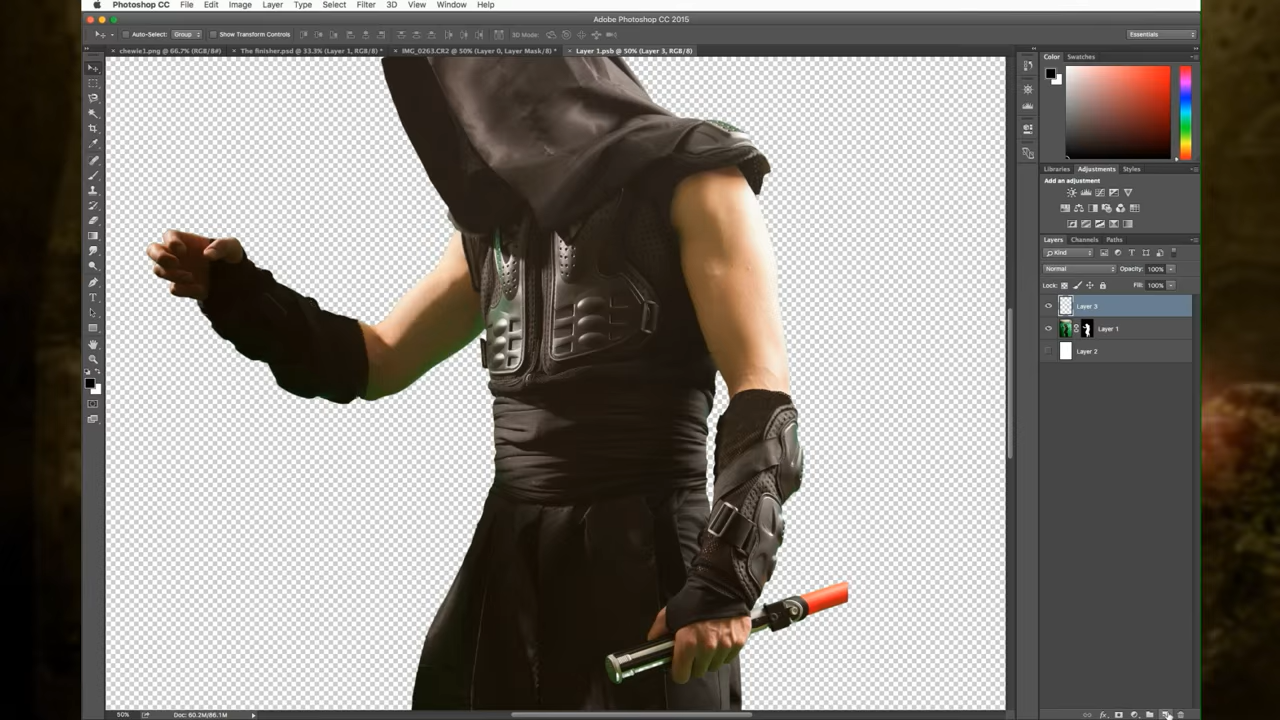 Photoshop CC File Edit Image Layer Type Select Filter 3D View Window Help
Adobe Photoshop CC 2015
Auto-Select: Group Show Transform Controls 3D Mode: Essentials
× chewie1.png @ 66.7% (RGB/8#) × The finisher.psd @ 33.3% (Layer 1, RGB/8) * × IMG_0263.CR2 @ 50% (Layer 0, Layer Mask/8) * × Layer 1.psb @ 50% (Layer 3, RGB/8)
Color Swatches
Libraries Adjustments Styles
Add an adjustment
Layers Channels Paths
Kind
Normal Opacity: 100%
Lock: Fill: 100%
Layer 3
Layer 1
Layer 2
50% Doc: 60.2M/86.1M